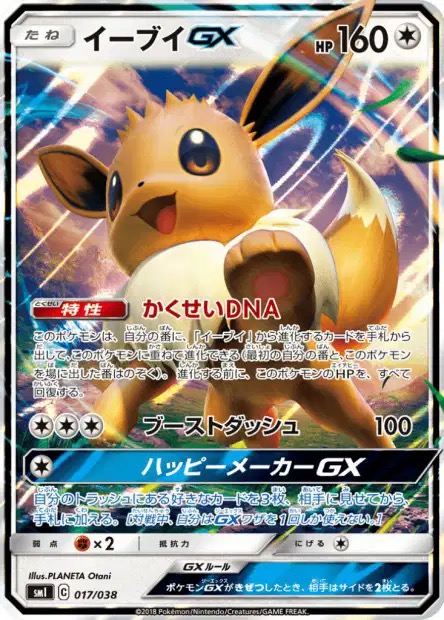 たね イーブイGX HP160
とくせい
特性 かくせいDNA
このポケモンは、自分の番に、「イーブイ」から進化するカードを手札から
出して、このポケモンに重ねて進化できる(最初の自分の番と、このポケモン
を場に出した番はのぞく)。進化する前に、このポケモンのHPを、すべて
回復する。
ブーストダッシュ 100
ハッピーメーカーGX
自分のトラッシュにある好きなカードを3枚、相手に見せてから、
手札に加える。[対戦中、自分はGXワザを1回しか使えない。]
弱点 ×2 抵抗力 にげる
Illus.PLANETA Otani
GXルール
ポケモンGXがきぜつしたとき、相手はサイドを2枚とる。
SMI C 017/038
©2018 Pokémon/Nintendo/Creatures/GAME FREAK.